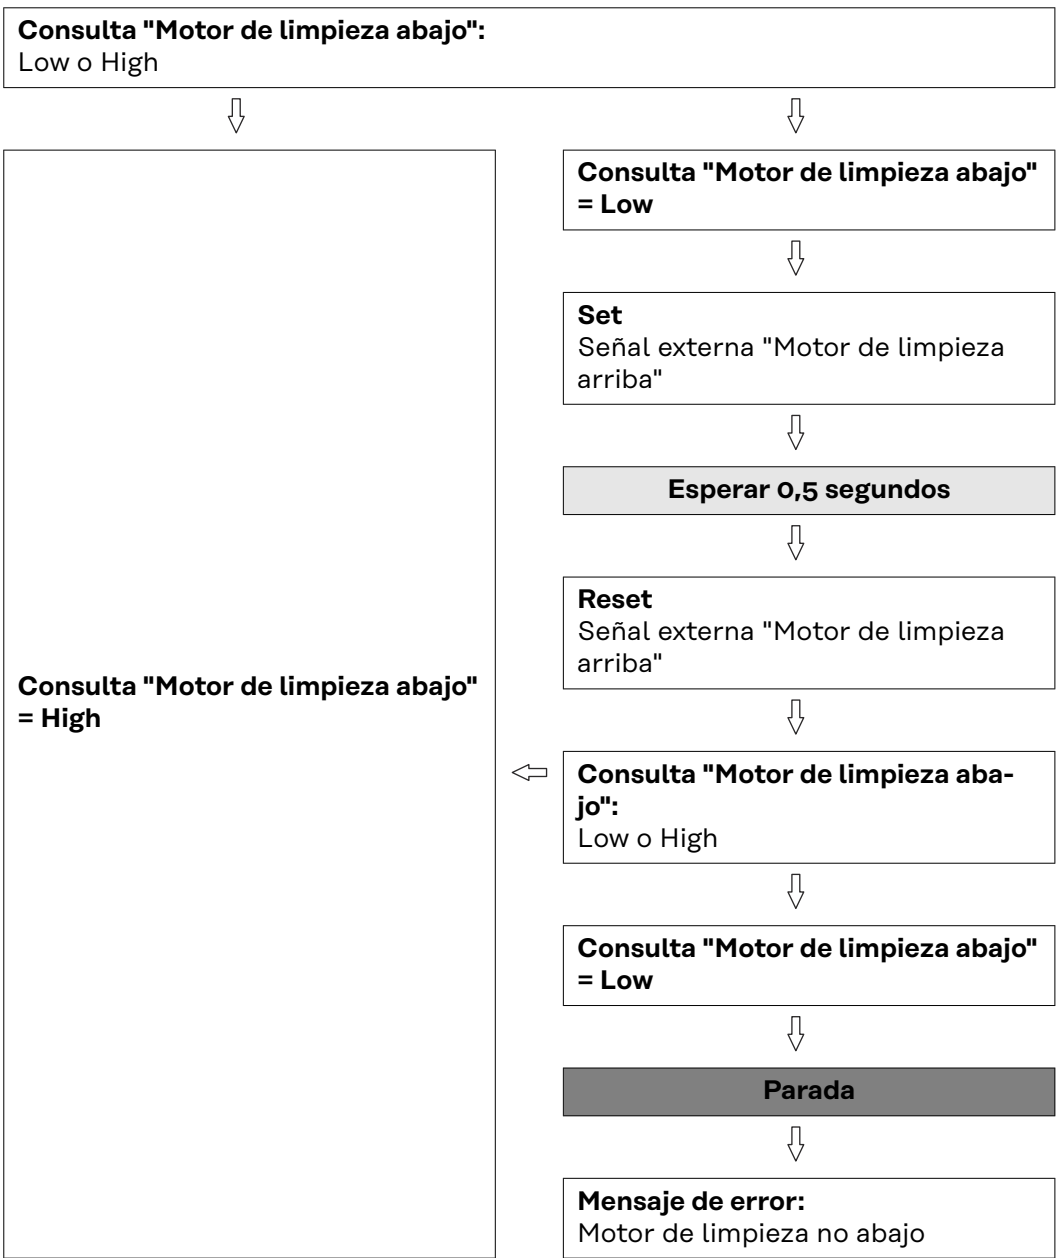 Consulta "Motor de limpieza abajo":
Low o High
Consulta "Motor de limpieza abajo"
= High
Consulta "Motor de limpieza abajo"
= Low
Set
Señal externa "Motor de limpieza
arriba"
Esperar 0,5 segundos
Reset
Señal externa "Motor de limpieza
arriba"
Consulta "Motor de limpieza aba-
jo":
Low o High
Consulta "Motor de limpieza abajo"
= Low
Parada
Mensaje de error:
Motor de limpieza no abajo